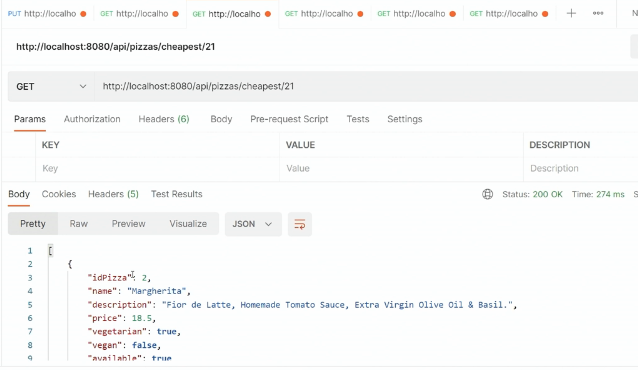 PUT http://localho GET http://localho GET http://localho GET http://localho GET http://localho GET http://localho + ooo N
http://localhost:8080/api/pizzas/cheapest/21
GET http://localhost:8080/api/pizzas/cheapest/21
Params Authorization Headers (6) Body Pre-request Script Tests Settings
KEY VALUE DESCRIPTION
Key Value Description
Body Cookies Headers (5) Test Results Status: 200 OK Time: 274 ms S
Pretty Raw Preview Visualize JSON
1 [
2 {
3 "idPizza": 2,
4 "name": "Margherita",
5 "description": "Fior de Latte, Homemade Tomato Sauce, Extra Virgin Olive Oil & Basil.",
6 "price": 18.5,
7 "vegetarian": true,
8 "vegan": false,
9 "available": true